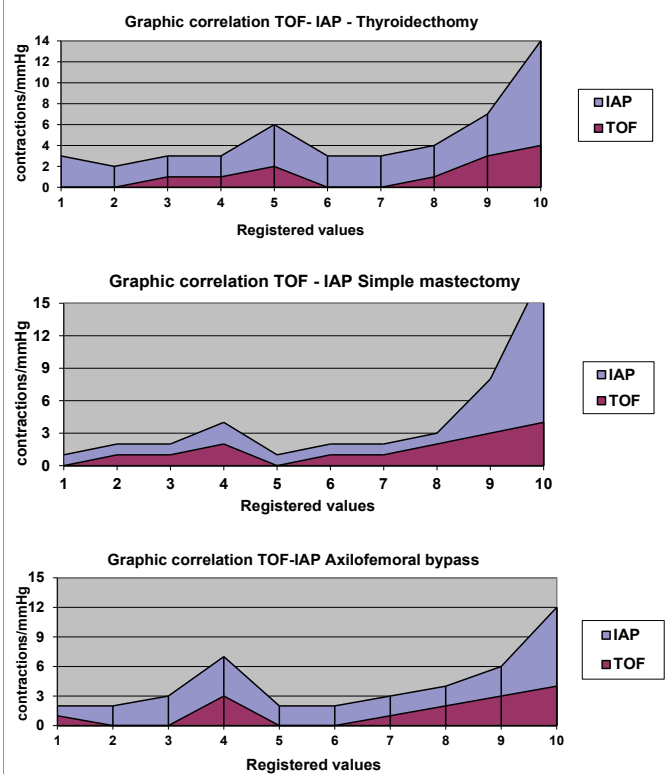 Graphic correlation TOF- IAP - Thyroidecthomy
contractions/mmHg
14
12
10
8
6
4
2
0
1 2 3 4 5 6 7 8 9 10
Registered values
IAP
TOF
Graphic correlation TOF - IAP Simple mastectomy
contractions/mmHg
15
12
9
6
3
0
1 2 3 4 5 6 7 8 9 10
Registered values
IAP
TOF
Graphic correlation TOF-IAP Axilofemoral bypass
contractions/mmHg
15
12
9
6
3
0
1 2 3 4 5 6 7 8 9 10
Registered values
IAP
TOF